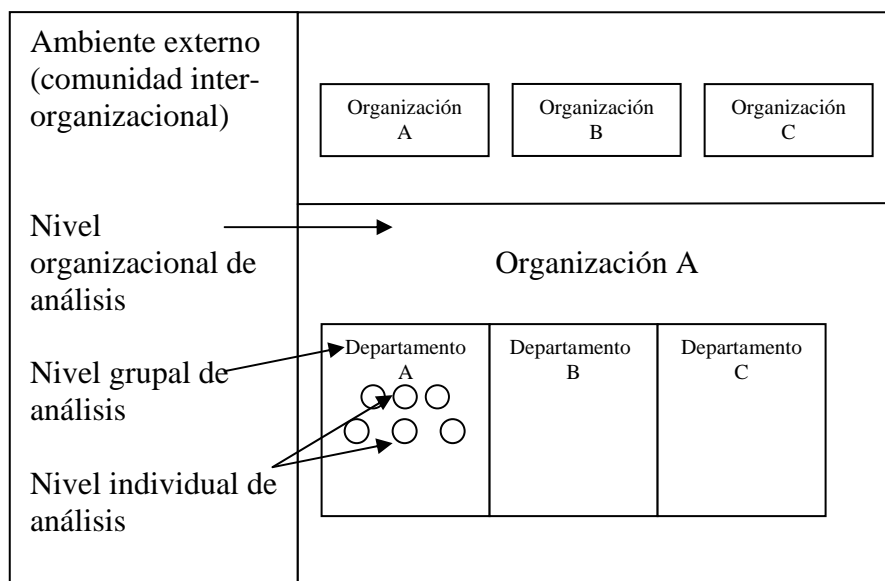 Ambiente externo
(comunidad inter-
organizacional)
Organización
A
Organización
B
Organización
C
Nivel
organizacional de
análisis
Organización A
Nivel grupal de
análisis
Departamento
A
Departamento
B
Departamento
C
Nivel individual de
análisis